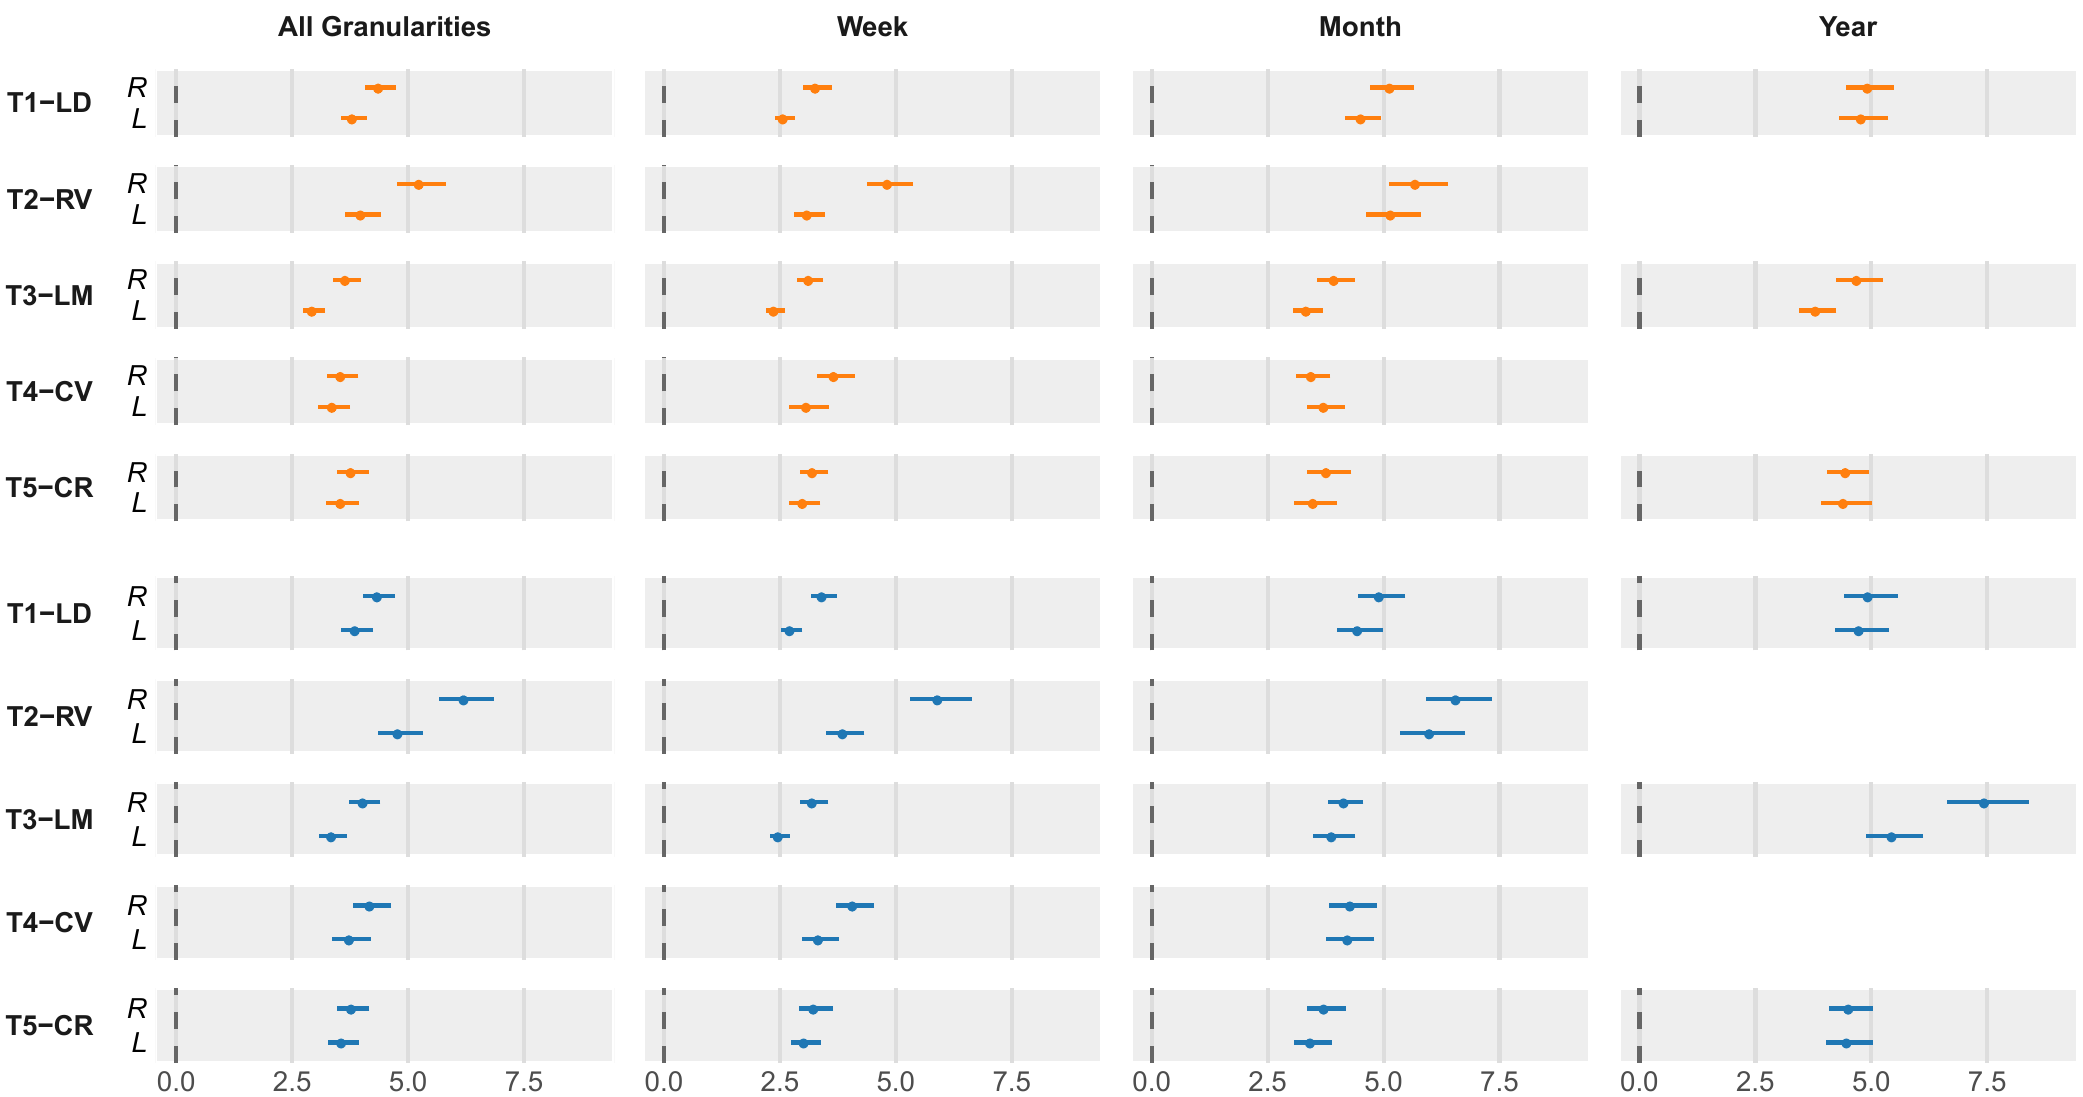 All Granularities Week Month Year
T1−LD R
L
T2−RV R
L
T3−LM R
L
T4−CV R
L
T5−CR R
L
T1−LD R
L
T2−RV R
L
T3−LM R
L
T4−CV R
L
T5−CR R
L
0.0 2.5 5.0 7.5 0.0 2.5 5.0 7.5 0.0 2.5 5.0 7.5 0.0 2.5 5.0 7.5